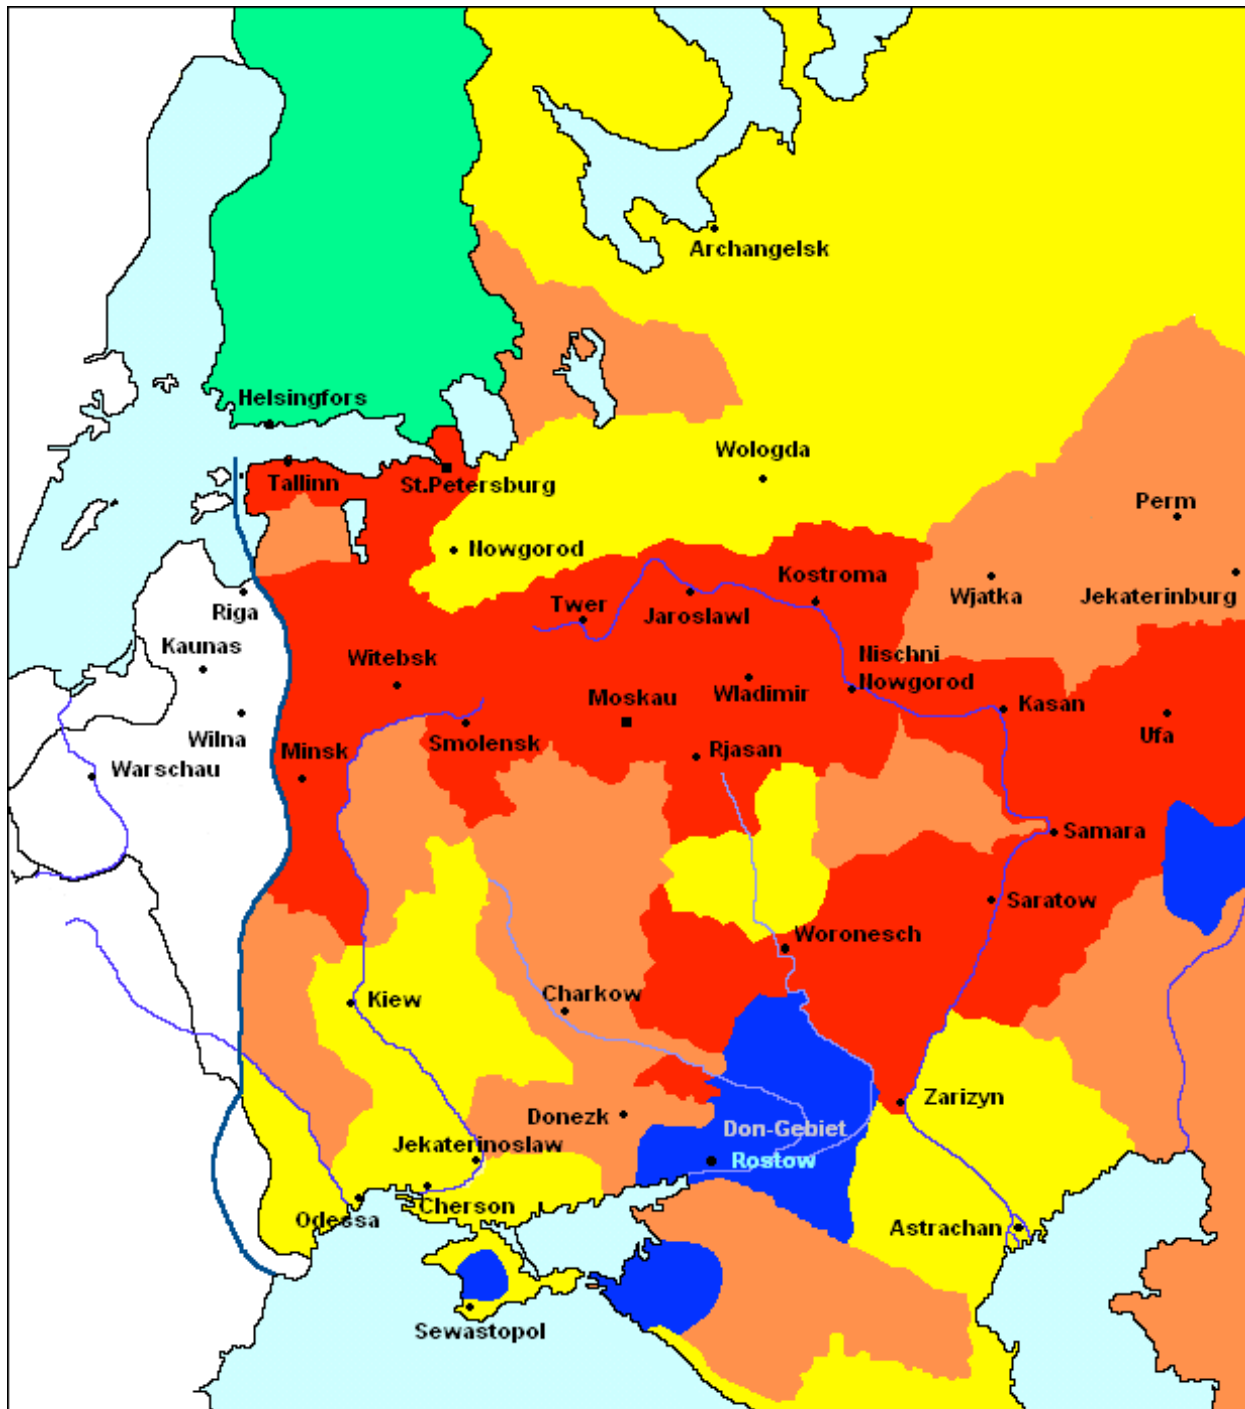 Archangelsk
Helsingfors
Wologda
Tallinn
St.Petersburg
Perm
Nowgorod
Kostroma
Wjatka
Jekaterinburg
Riga
Twer
Jaroslawl
Kaunas
Witebsk
Nischni
Nowgorod
Moskau
Wladimir
Kasan
Wilna
Minsk
Smolensk
Rjasan
Ufa
Warschau
Samara
Saratow
Woronesch
Kiew
Charkow
Zarizyn
Donezk
Don-Gebiet
Jekaterinoslaw
Rostow
Cherson
Odessa
Astrachan
Sewastopol